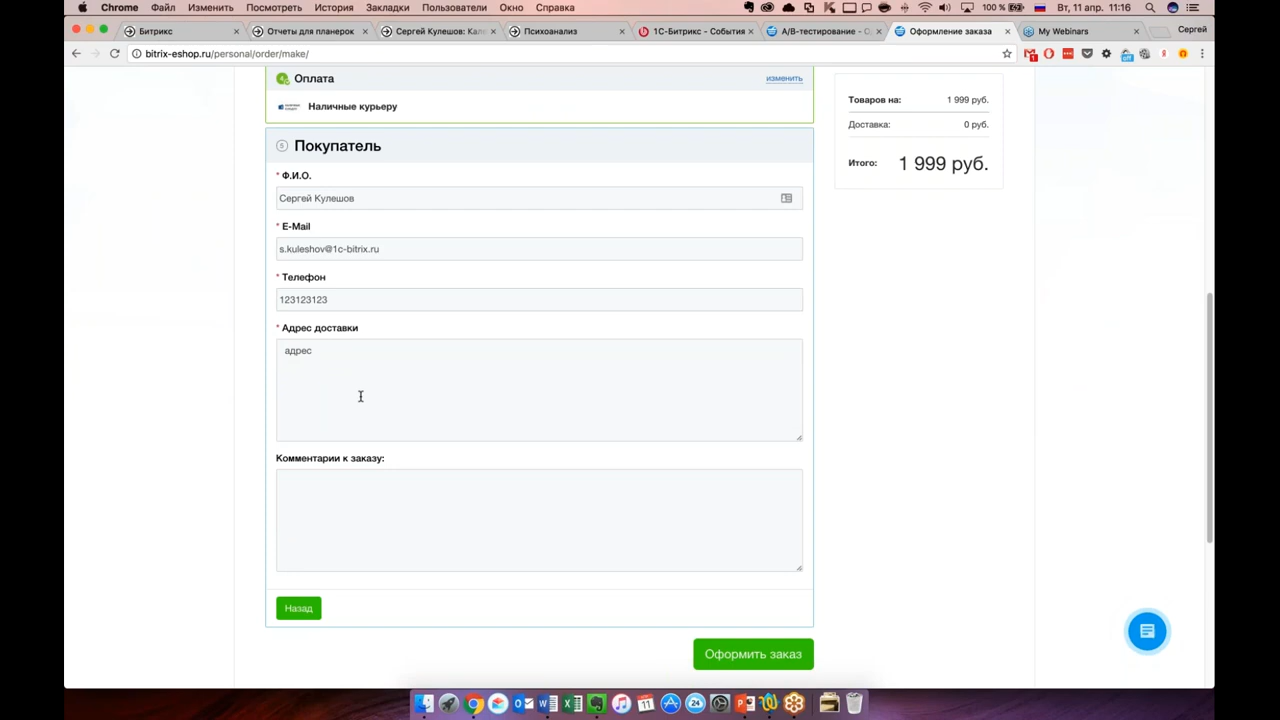 Chrome Файл Изменить Посмотреть История Закладки Пользователи Окно Справка 100 % Вт, 11 апр. 11:16
Битрикс Отчеты для планерок Сергей Кулешов: Кал Психоанализ 1С-Битрикс - События А/В-тестирование - О Оформление заказа My Webinars Сергей
bitrix-eshop.ru/personal/order/make/
Оплата изменить
Наличные курьеру
Товаров на: 1 999 руб.
Доставка: 0 руб.
Итого: 1 999 руб.
5 Покупатель
* Ф.И.О.
Сергей Кулешов
* E-Mail
s.kuleshov@1c-bitrix.ru
* Телефон
123123123
* Адрес доставки
адрес
Комментарии к заказу:
Назад
Оформить заказ